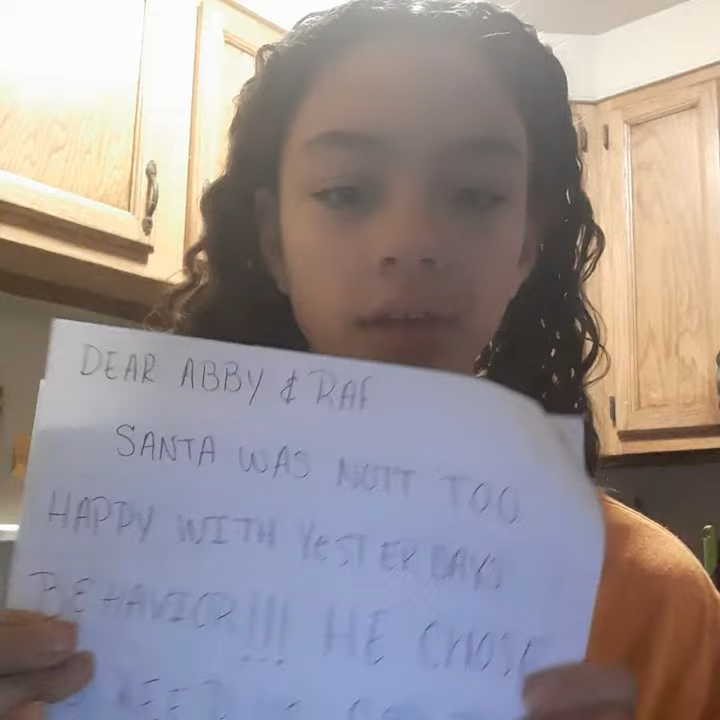 DEAR ABBY & RAF
SANTA WAS NOTT TOO
HAPPY WITH YESTERDAYS
BEHAVIOR!!! HE CHOSE